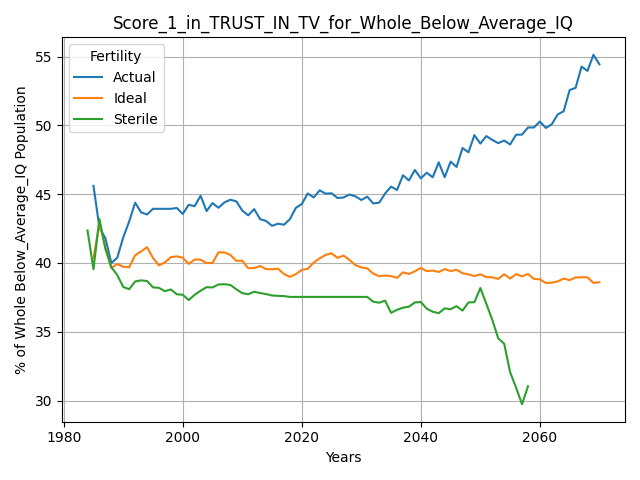 Score_1_in_TRUST_IN_TV_for_Whole_Below_Average_IQ
% of Whole Below_Average_IQ Population
Fertility
Actual
Ideal
Sterile
55
50
45
40
35
30
1980
2000
2020
2040
2060
Years